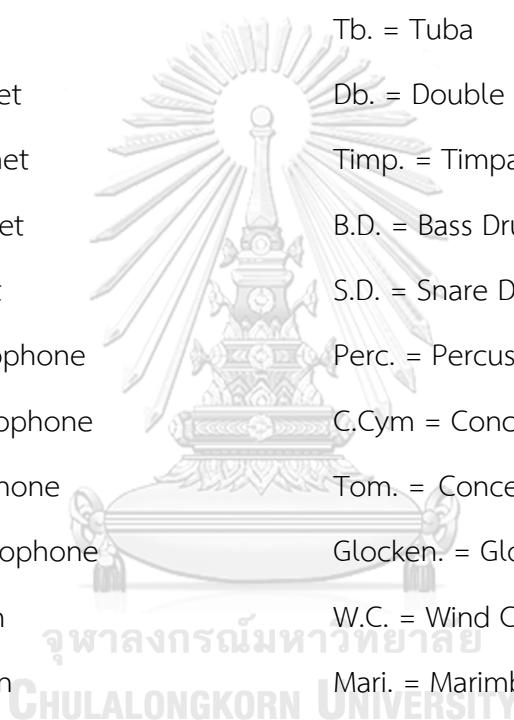 Tb. = Tuba
et
Db. = Double
net
Timp. = Timpa
et
B.D. = Bass Dru
t
S.D. = Snare D
ophone
Perc. = Percus
ophone
C.Cym = Conc
hone
Tom. = Conce
ophone
Glocken. = Glo
n
W.C. = Wind C
n
Mari. = Marimb
จุฬาลงกรณ์มหาวิทยาลัย
CHULALONGKORN UNIVERSITY